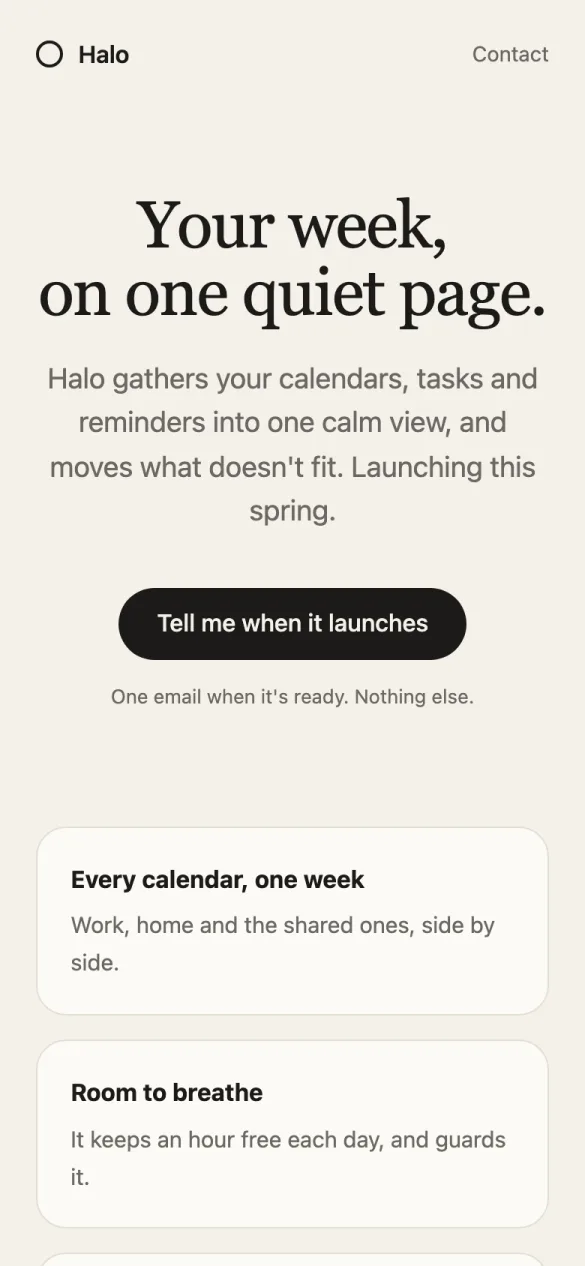 Halo
Contact
Your week,
on one quiet page.
Halo gathers your calendars, tasks and
reminders into one calm view, and
moves what doesn't fit. Launching this
spring.
Tell me when it launches
One email when it's ready. Nothing else.
Every calendar, one week
Work, home and the shared ones, side by
side.
Room to breathe
It keeps an hour free each day, and guards
it.